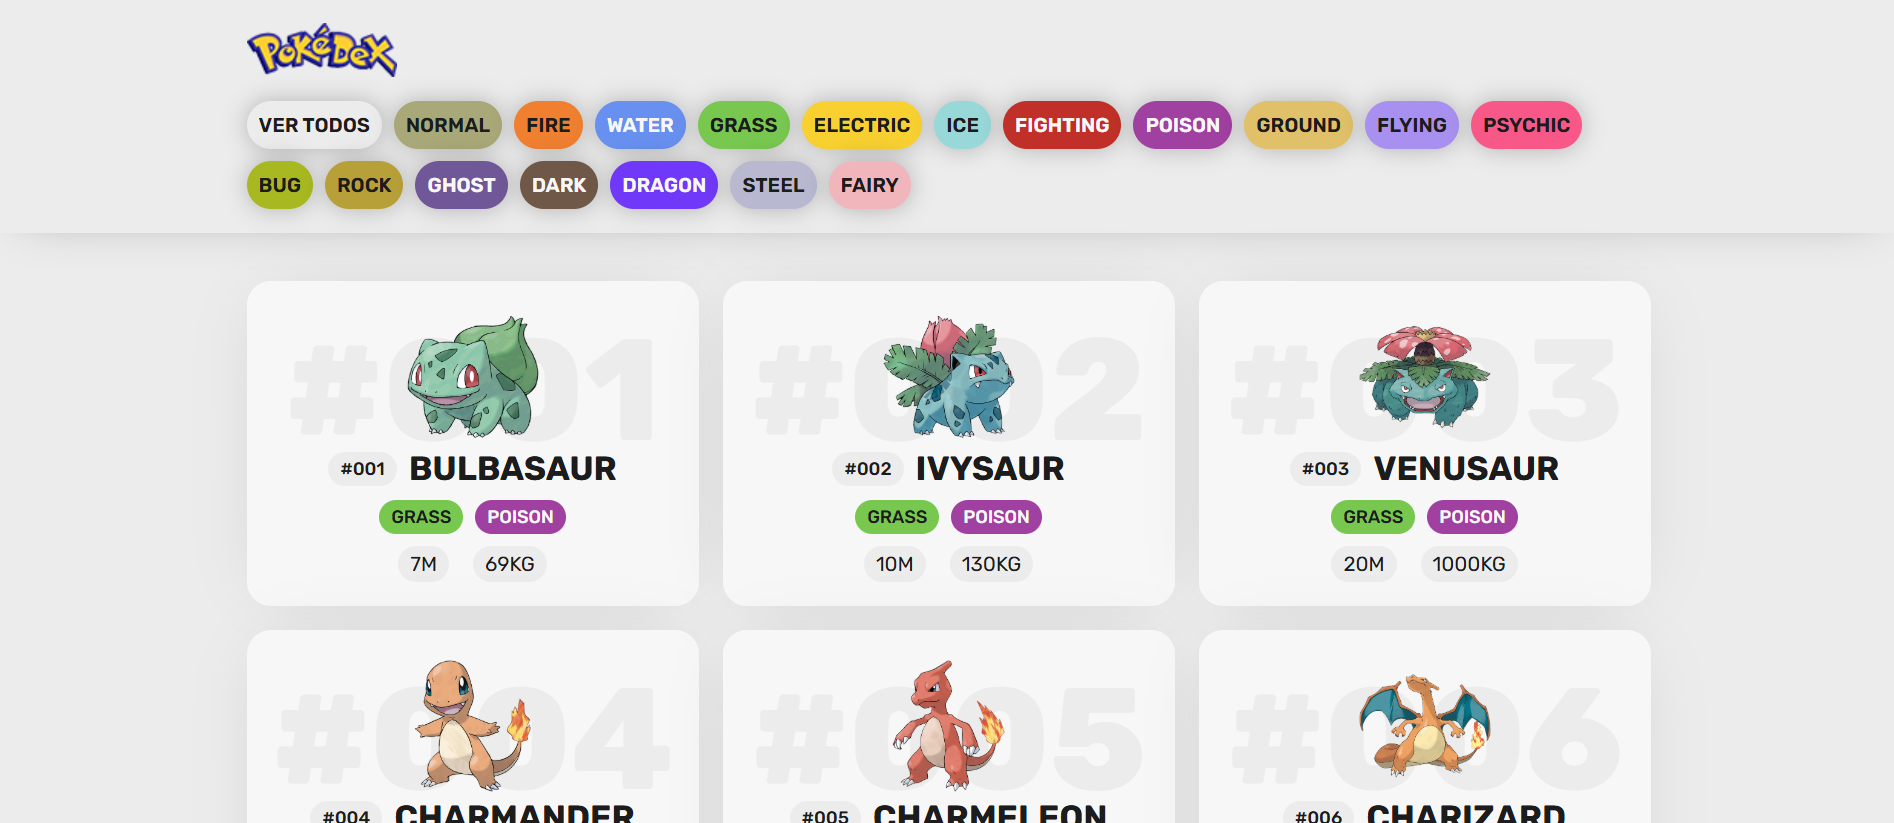 PoKéDeX
VER TODOS NORMAL FIRE WATER GRASS ELECTRIC ICE FIGHTING POISON GROUND FLYING PSYCHIC
BUG ROCK GHOST DARK DRAGON STEEL FAIRY
#001 #002 #003
#001 BULBASAUR #002 IVYSAUR #003 VENUSAUR
GRASS POISON GRASS POISON GRASS POISON
7M 69KG 10M 130KG 20M 1000KG
#004 #005 #006
#004 CHARMANDER #005 CHARMELEON #006 CHARIZARD